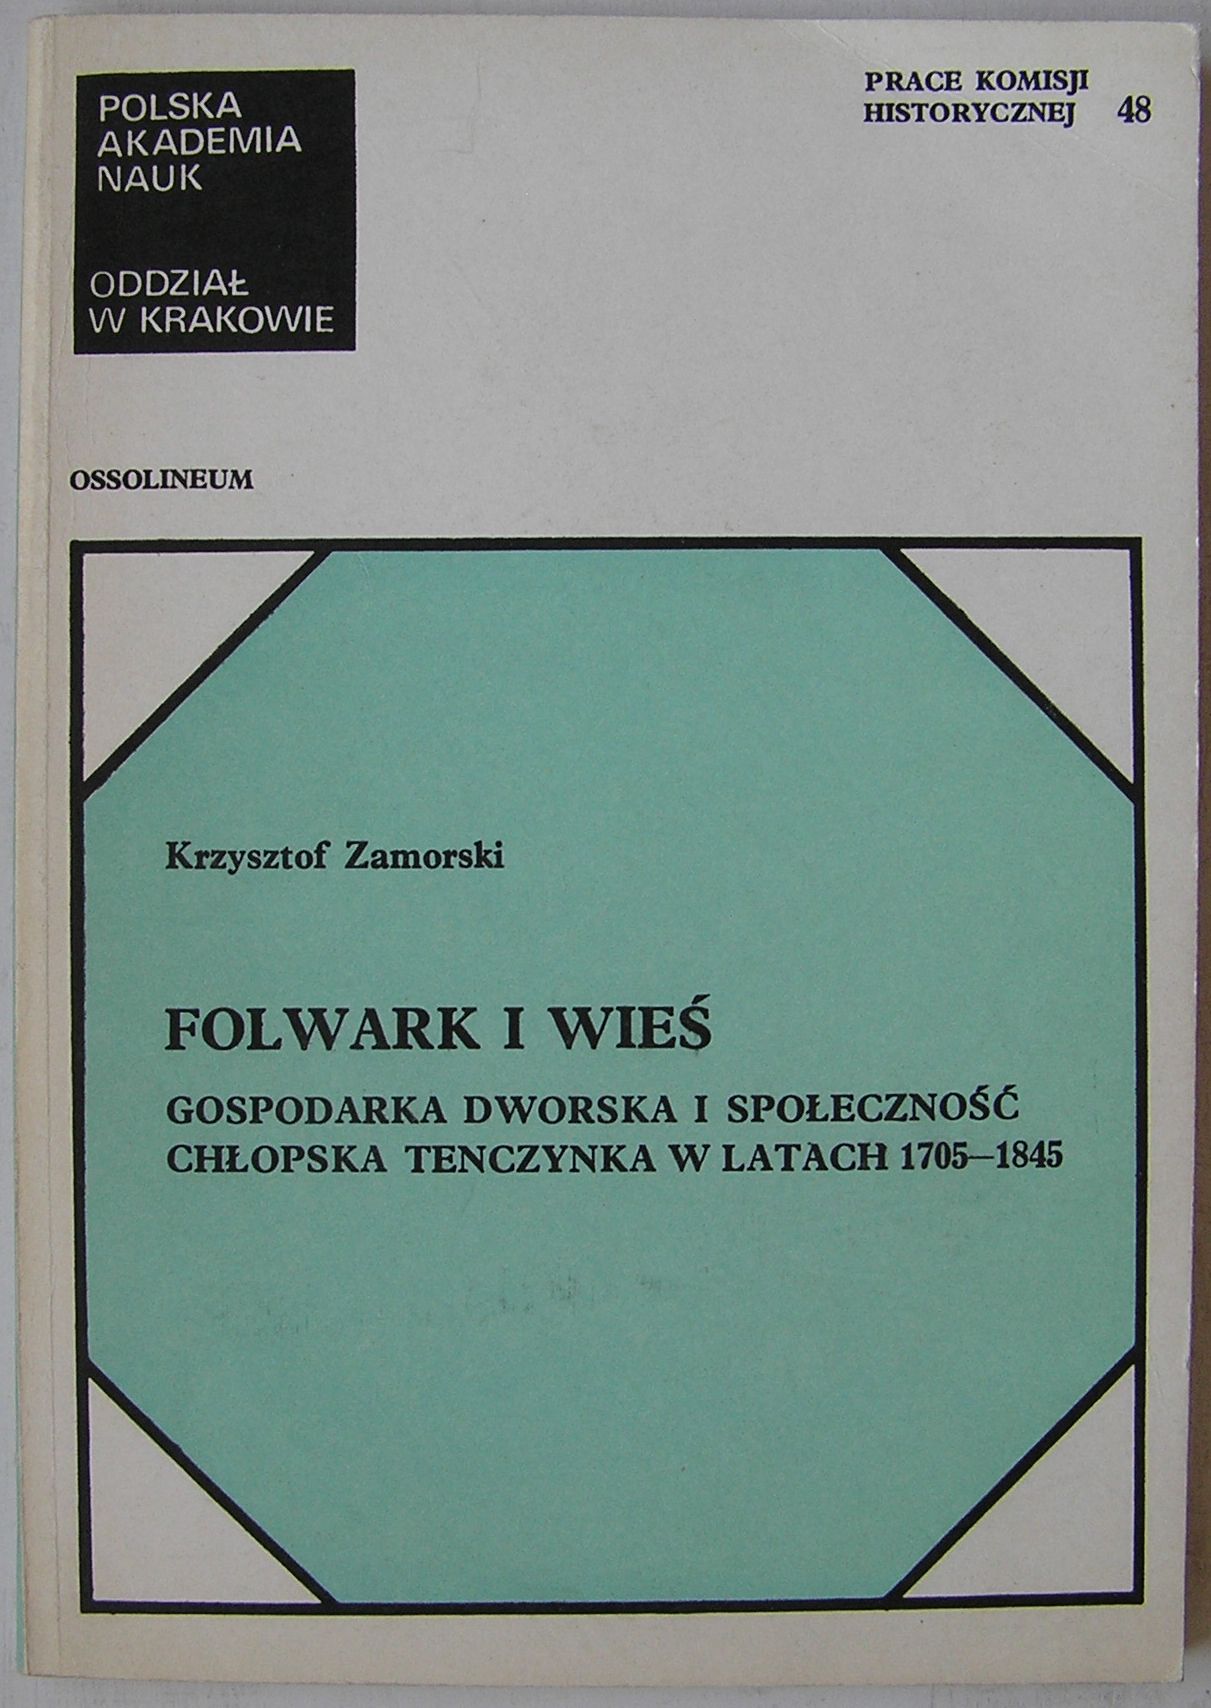 POLSKA
AKADEMIA
NAUK
ODDZIAŁ
W KRAKOWIE
PRACE KOMISJI
HISTORYCZNEJ 48
OSSOLINEUM
Krzysztof Zamorski
FOLWARK I WIEŚ
GOSPODARKA DWORSKA I SPOŁECZNOŚĆ
CHŁOPSKA TENCZYNKA W LATACH 1705—1845